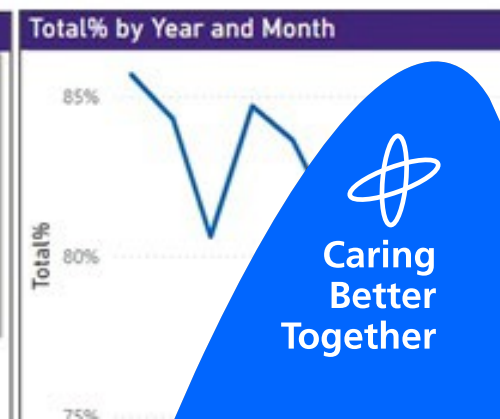 Total% by Year and Month
85%
Total%
80%
75%
Caring
Better
Together